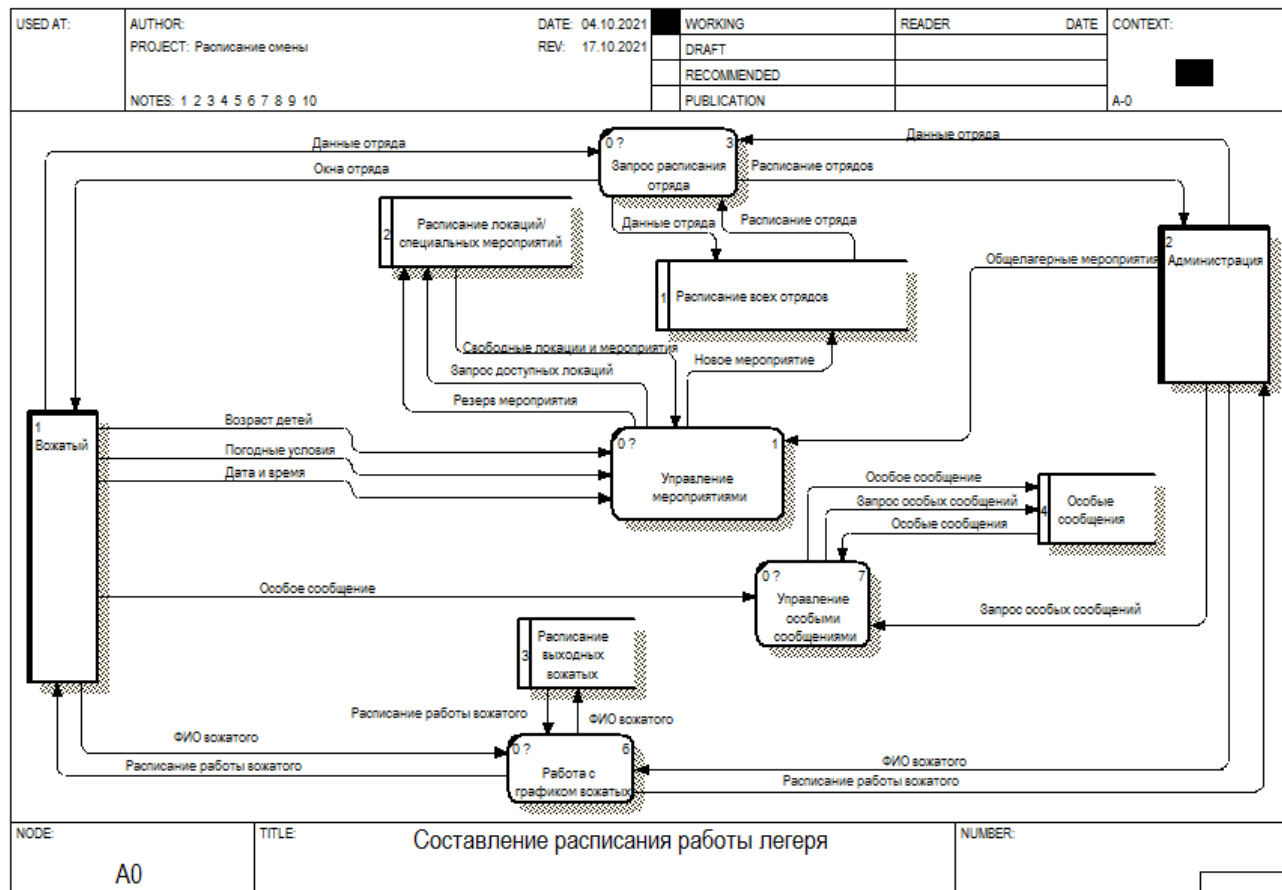 USED AT:
AUTHOR:
DATE: 04.10.2021
WORKING
READER
DATE
CONTEXT:
PROJECT: Расписание смены
REV: 17.10.2021
DRAFT
RECOMMENDED
NOTES: 1 2 3 4 5 6 7 8 9 10
PUBLICATION
A-0
Данные отряда
0 ?
3
Запрос расписания
отряда
Данные отряда
Окна отряда
Расписание отрядов
2
Расписание локаций/
специальных мероприятий
Данные отряда
Расписание отряда
2
Администрация
Общелагерные мероприятия
1
Расписание всех отрядов
Свободные локации и мероприятия
Новое мероприятие
Запрос доступных локаций
Резерв мероприятия
1
Вожатый
Возраст детей
Погодные условия
Дата и время
0 ?
1
Управление
мероприятиями
Особое сообщение
Запрос особых сообщений
Особые сообщения
4
Особые
сообщения
0 ?
7
Управление
особыми
сообщениями
Особое сообщение
Запрос особых сообщений
3
Расписание
выходных
вожатых
Расписание работы вожатого
ФИО вожатого
ФИО вожатого
Расписание работы вожатого
0 ?
6
Работа с
графиком вожатых
ФИО вожатого
Расписание работы вожатого
NODE:
A0
TITLE:
Составление расписания работы легеря
NUMBER: